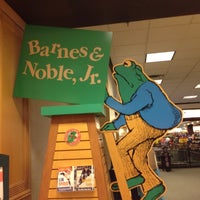 Barnes &
Noble, Jr.